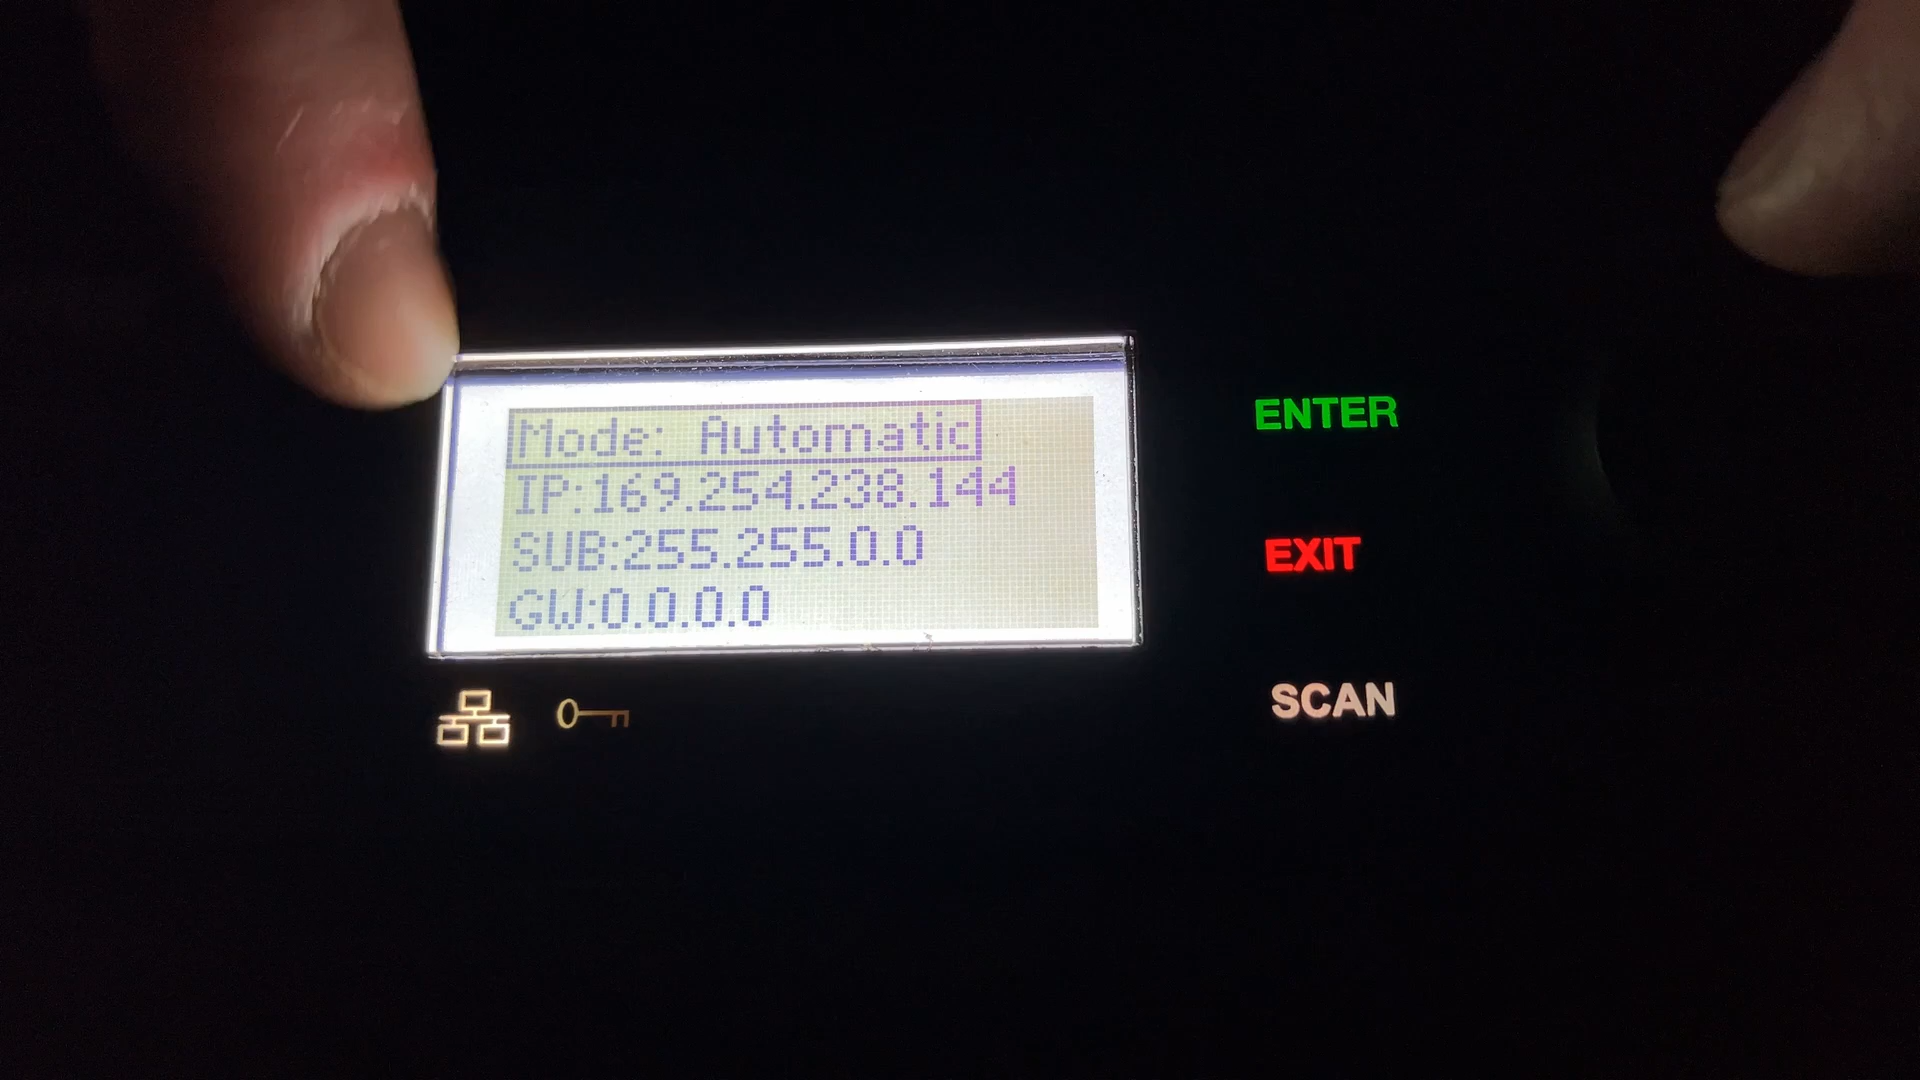 Mode: Automatic
IP:169.254.238.144
SUB:255.255.0.0
GW:0.0.0.0
ENTER
EXIT
SCAN